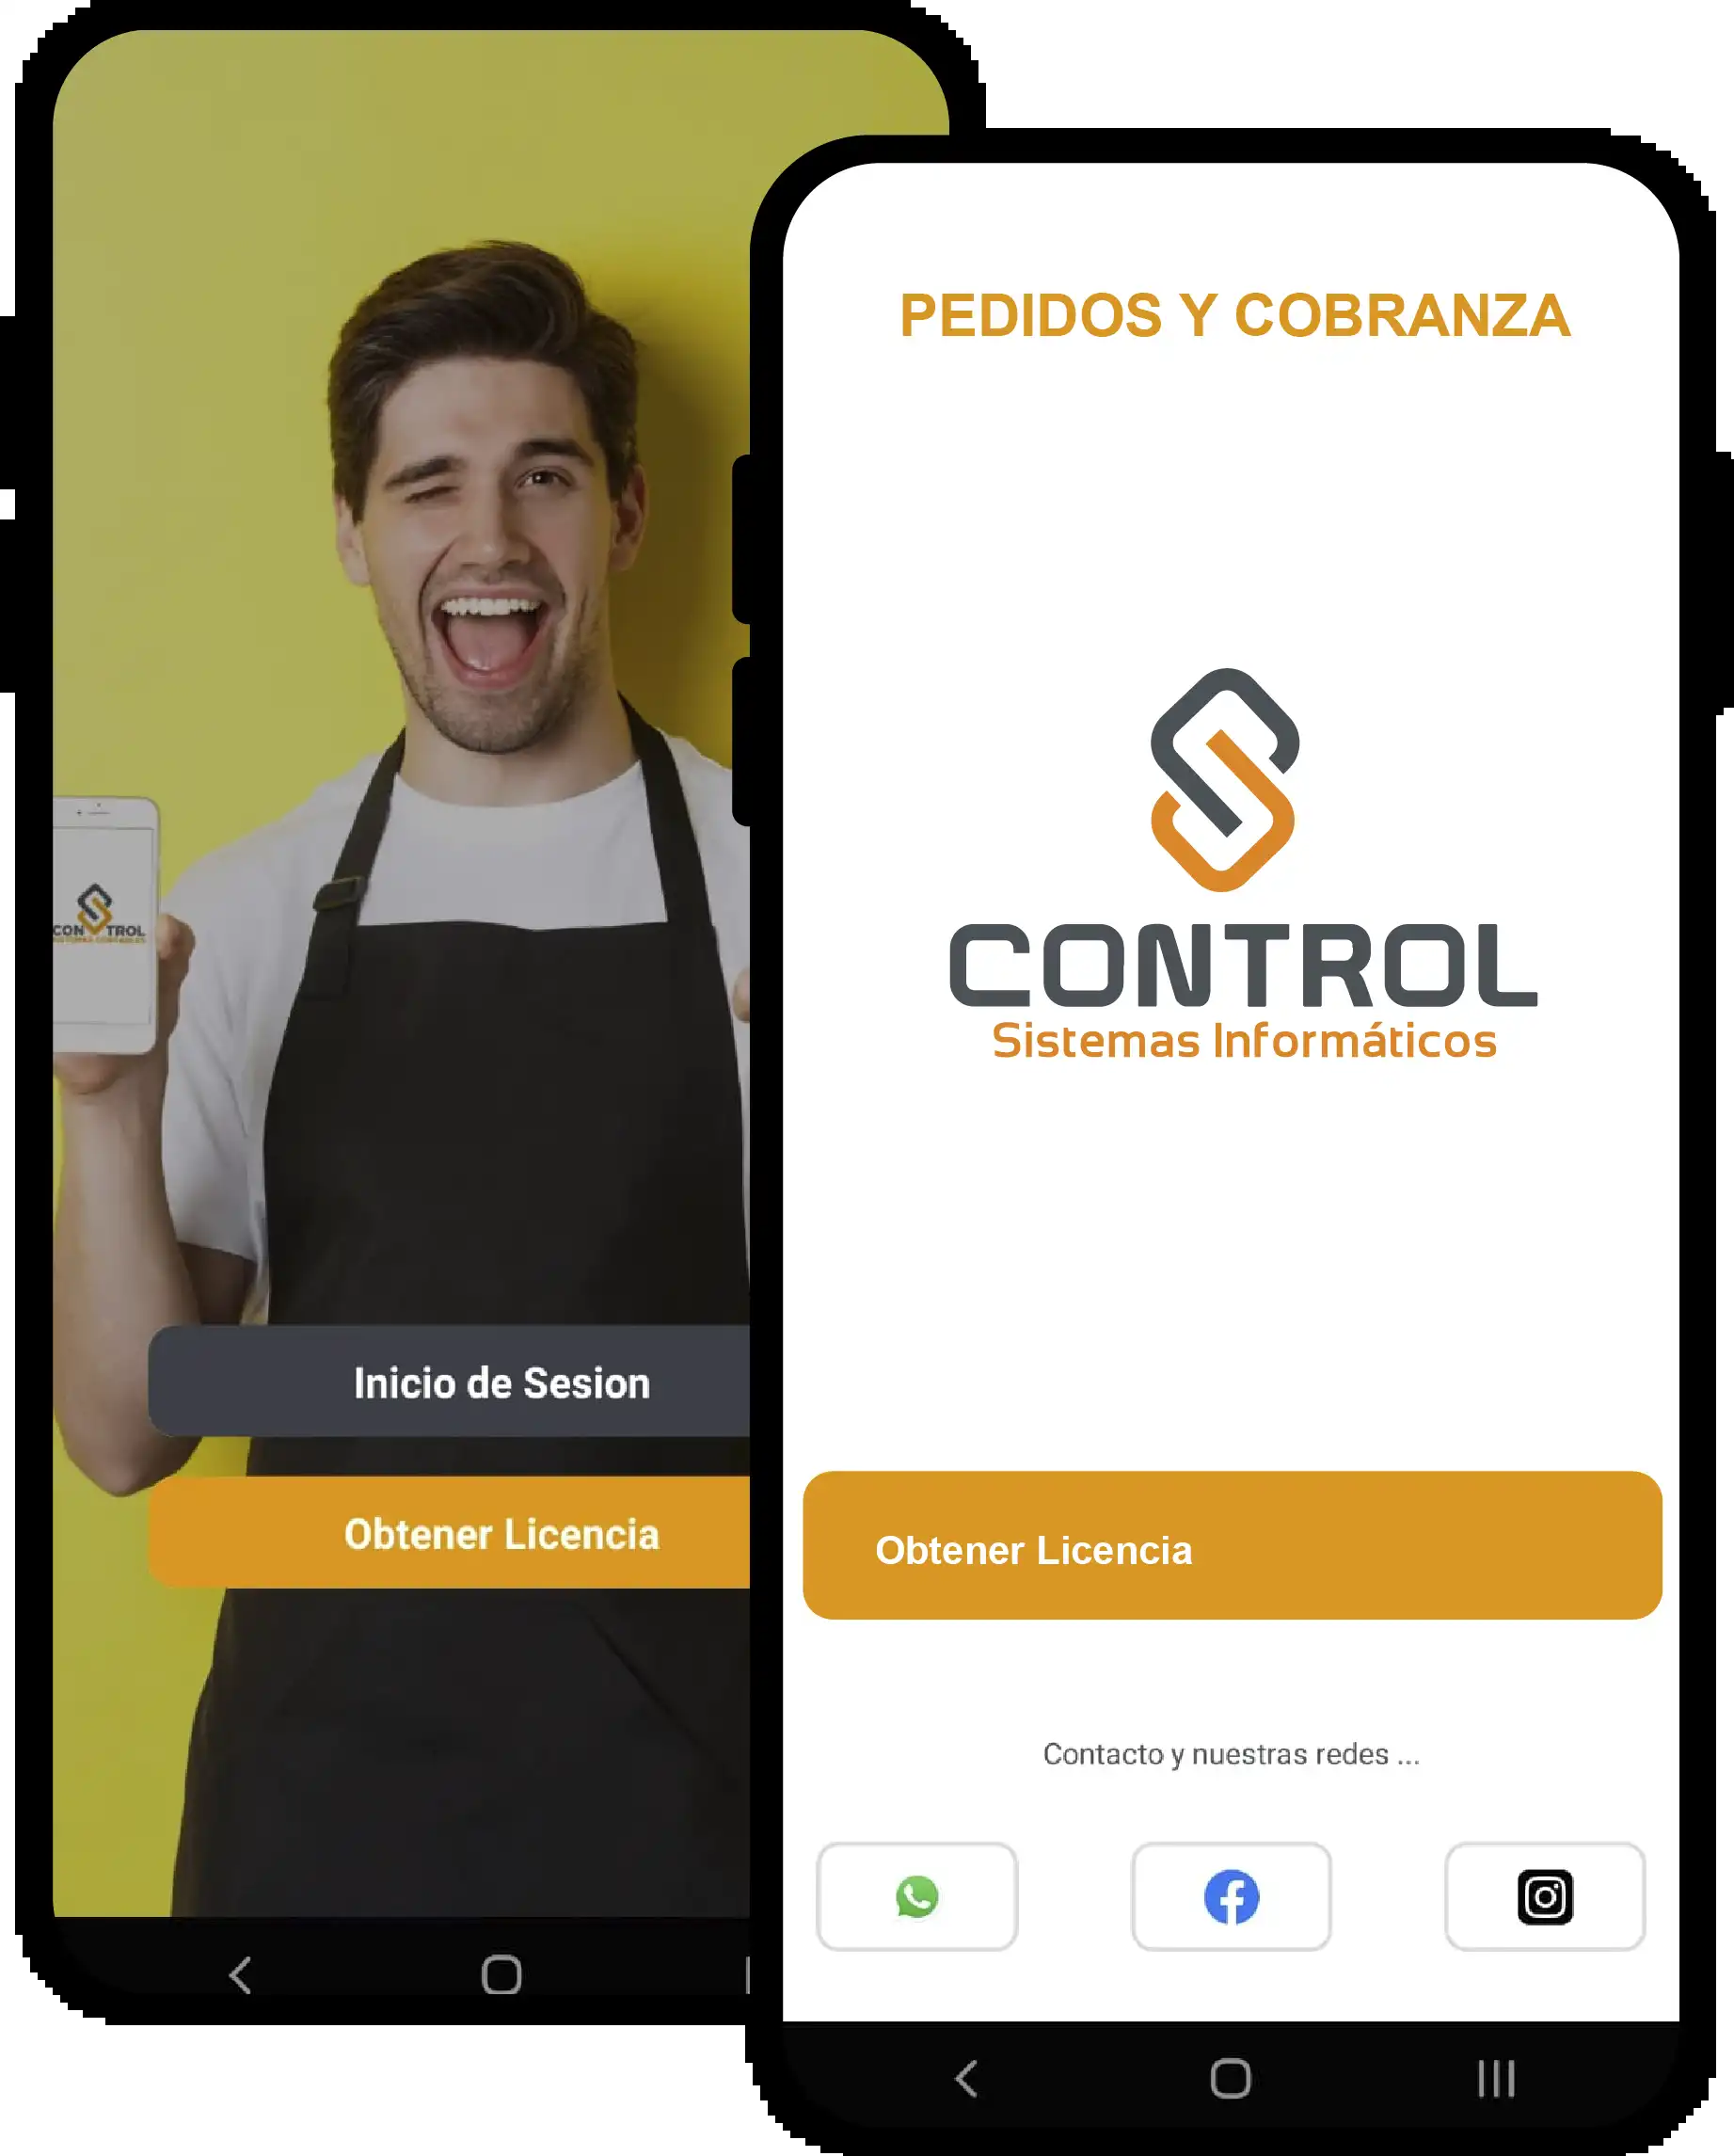 CONTROL
Inicio de Sesion
Obtener Licencia
PEDIDOS Y COBRANZA
CONTROL
Sistemas Informáticos
Obtener Licencia
Contacto y nuestras redes ...